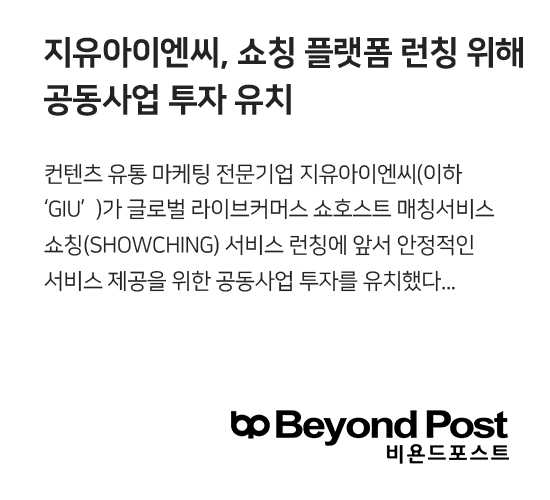 지유아이엔씨, 쇼칭 플랫폼 런칭 위해
공동사업 투자 유치
컨텐츠 유통 마케팅 전문기업 지유아이엔씨(이하
‘GIU’ )가 글로벌 라이브커머스 쇼호스트 매칭서비스
쇼칭(SHOWCHING) 서비스 런칭에 앞서 안정적인
서비스 제공을 위한 공동사업 투자를 유치했다...
bp Beyond Post
비욘드포스트